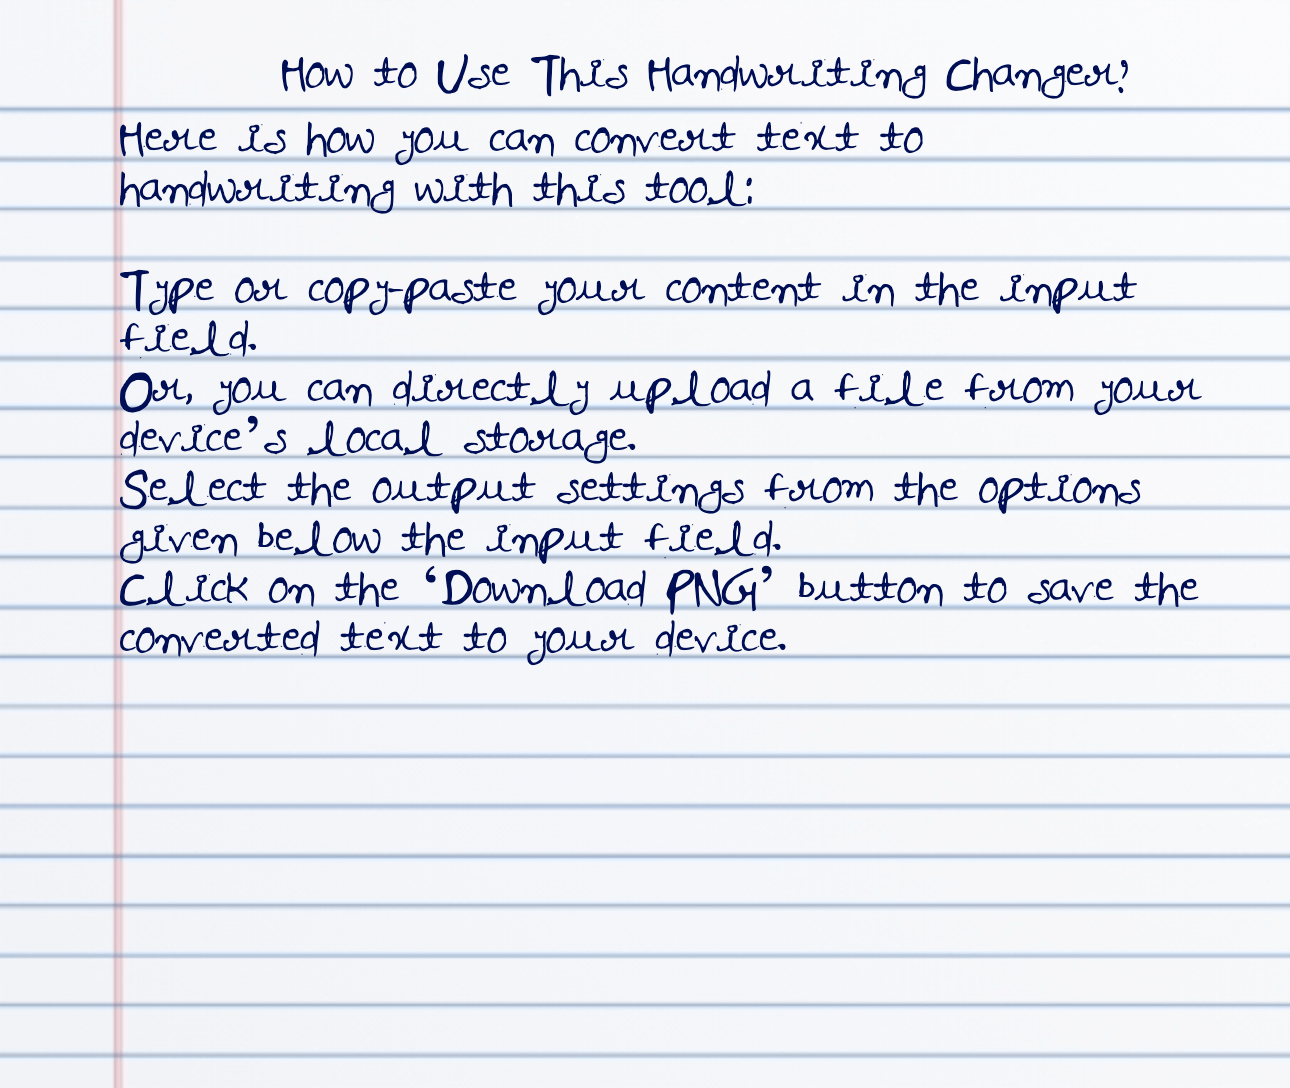 How to Use This Handwriting Changer?
Here is how you can convert text to
handwriting with this tool:
Type or copy-paste your content in the input
field.
Or, you can directly upload a file from your
device’s local storage.
Select the output settings from the options
given below the input field.
Click on the ‘Download PNG’ button to save the
converted text to your device.